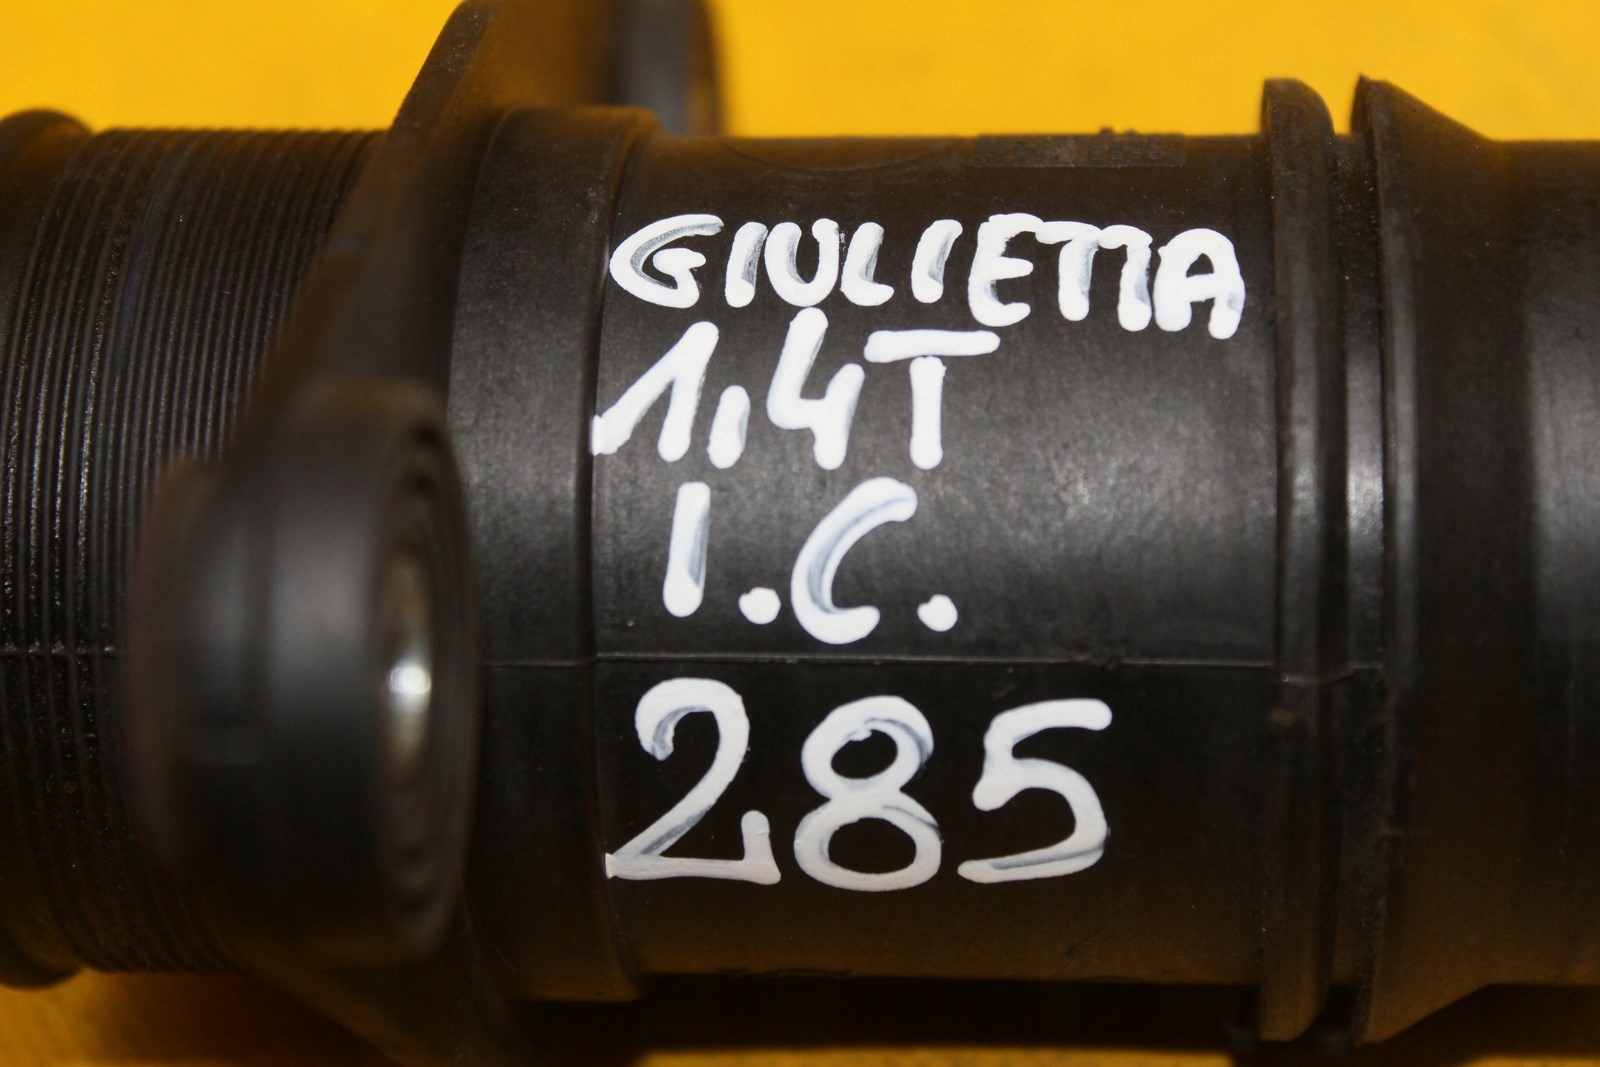 GIULIETTA
1,4T
I.C.
285